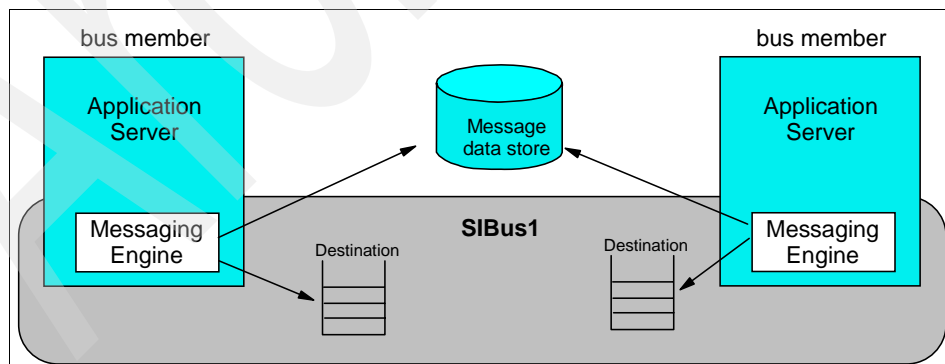 bus member
bus member
Application
Server
Message
data store
Application
Server
SIBus1
Messaging
Engine
Destination
Destination
Messaging
Engine